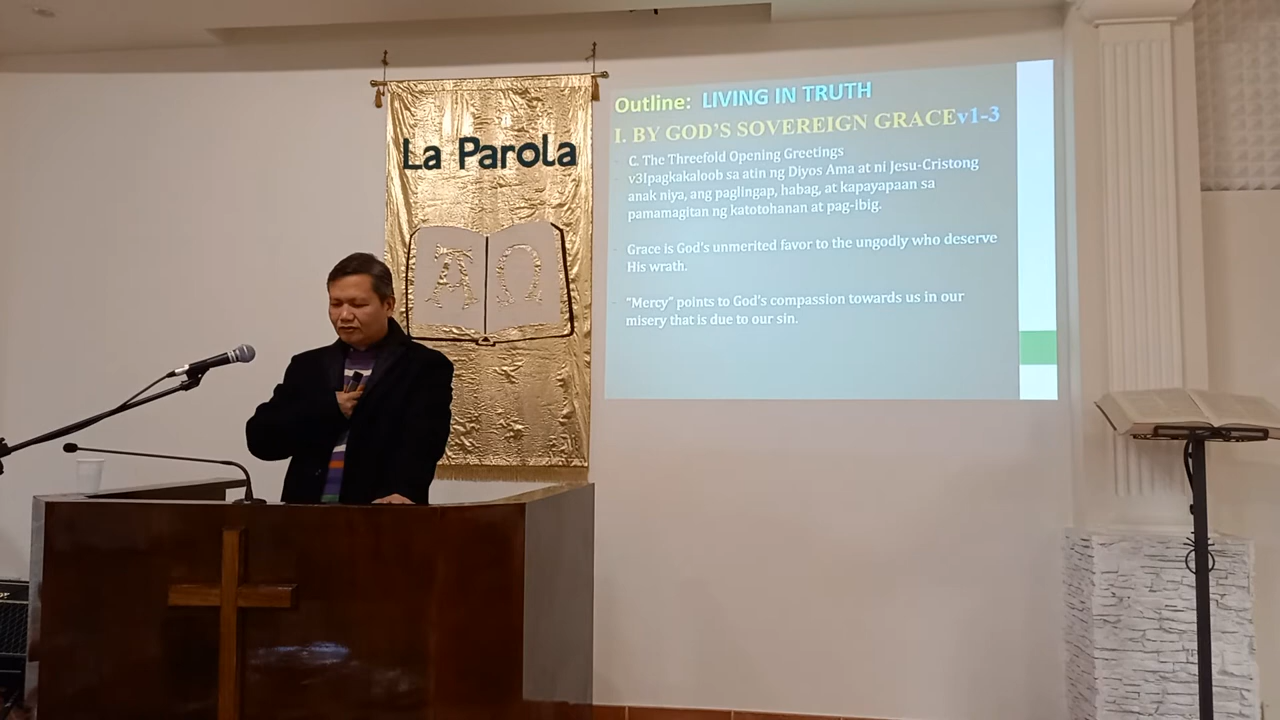 La Parola
Α Ω
Outline: LIVING IN TRUTH
I. BY GOD'S SOVEREIGN GRACEv1-3
C. The Threefold Opening Greetings
v3Ipagkakaloob sa atin ng Diyos Ama at ni Jesu-Cristong
anak niya, ang paglingap, habag, at kapayapaan sa
pamamagitan ng katotohanan at pag-ibig.
Grace is God's unmerited favor to the ungodly who deserve
His wrath.
"Mercy" points to God's compassion towards us in our
misery that is due to our sin.